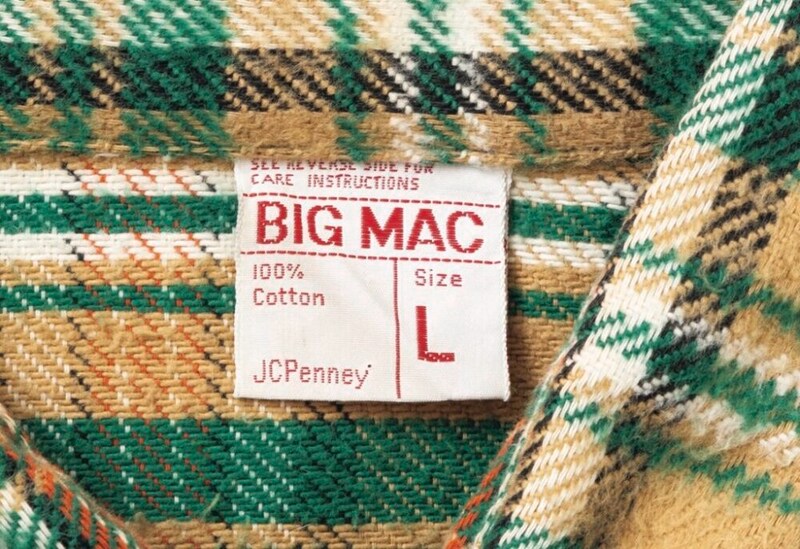 SEE REVERSE SIDE FOR
CARE INSTRUCTIONS
BIG MAC
100%
Cotton
Size
L
JCPenney